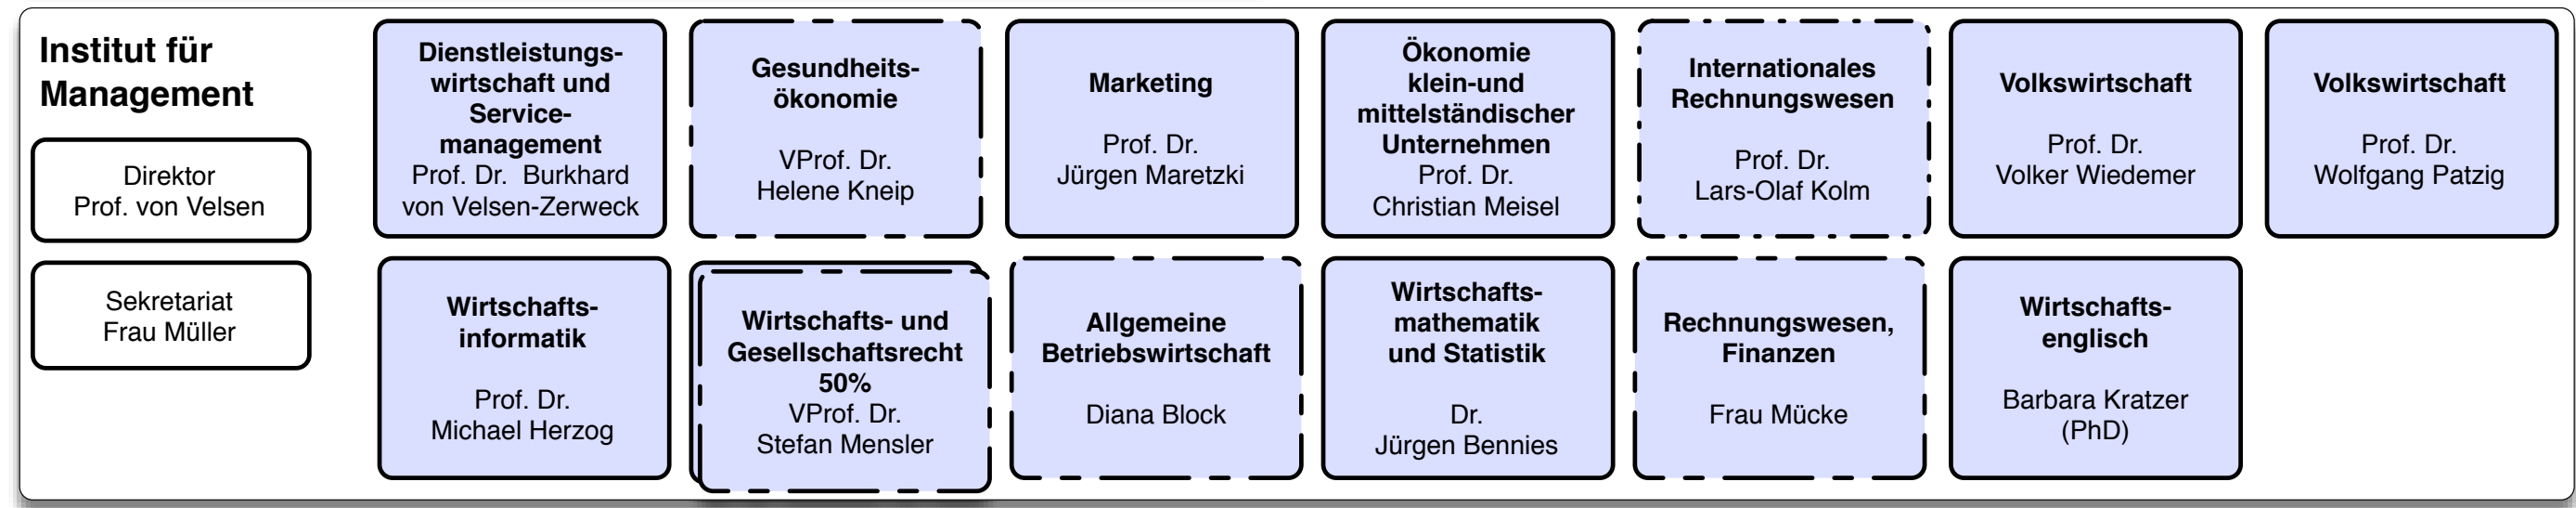 Institut für
Management
Direktor
Prof. von Velsen
Sekretariat
Frau Müller
Dienstleistungs-
wirtschaft und
Service-
management
Prof. Dr. Burkhard
von Velsen-Zerweck
Gesundheits-
ökonomie
VProf. Dr.
Helene Kneip
Marketing
Prof. Dr.
Jürgen Maretzki
Ökonomie
klein-und
mittelständischer
Unternehmen
Prof. Dr.
Christian Meisel
Internationales
Rechnungswesen
Prof. Dr.
Lars-Olaf Kolm
Volkswirtschaft
Prof. Dr.
Volker Wiedemer
Volkswirtschaft
Prof. Dr.
Wolfgang Patzig
Wirtschafts-
informatik
Prof. Dr.
Michael Herzog
Wirtschafts- und
Gesellschaftsrecht
50%
VProf. Dr.
Stefan Mensler
Allgemeine
Betriebswirtschaft
Diana Block
Wirtschafts-
mathematik
und Statistik
Dr.
Jürgen Bennies
Rechnungswesen,
Finanzen
Frau Mücke
Wirtschafts-
englisch
Barbara Kratzer
(PhD)